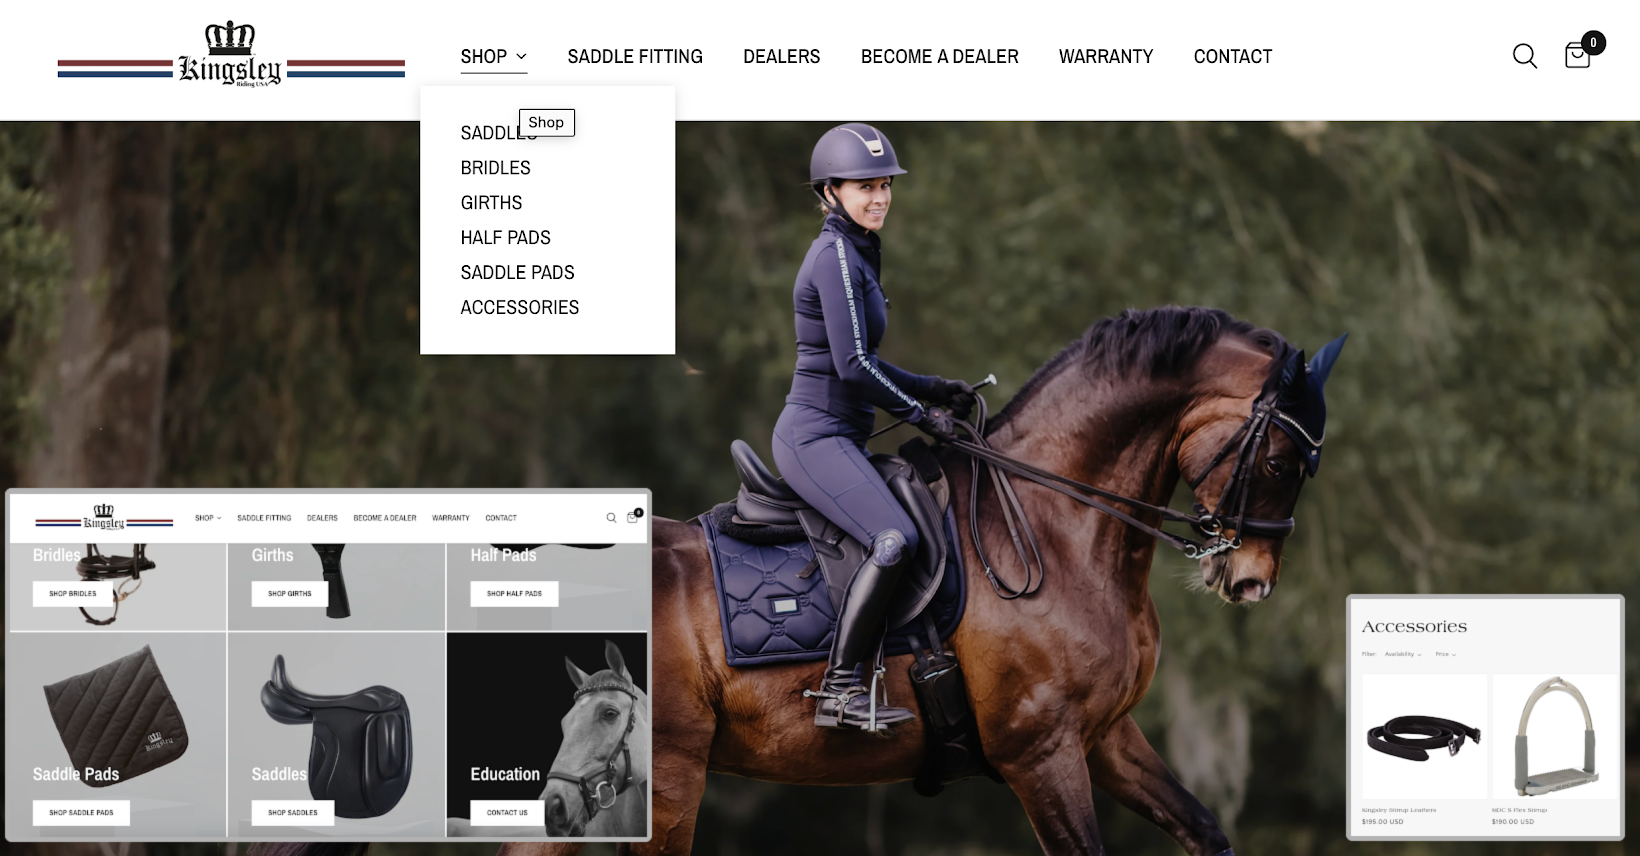 Kingsley
Riding USA
SHOP SADDLE FITTING DEALERS BECOME A DEALER WARRANTY CONTACT
0
Shop
SADDLES
BRIDLES
GIRTHS
HALF PADS
SADDLE PADS
ACCESSORIES
Kingsley
SHOP SADDLE FITTING DEALERS BECOME A DEALER WARRANTY CONTACT
0
Bridles Girths Half Pads
SHOP BRIDLES SHOP GIRTHS SHOP HALF PADS
Kingsley
Saddle Pads Saddles Education
SHOP SADDLE PADS SHOP SADDLES CONTACT US
Accessories
Filter: Availability Price
Kingsley Stirrup Leathers
$195.00 USD
MDC S Flex Stirrup
$190.00 USD